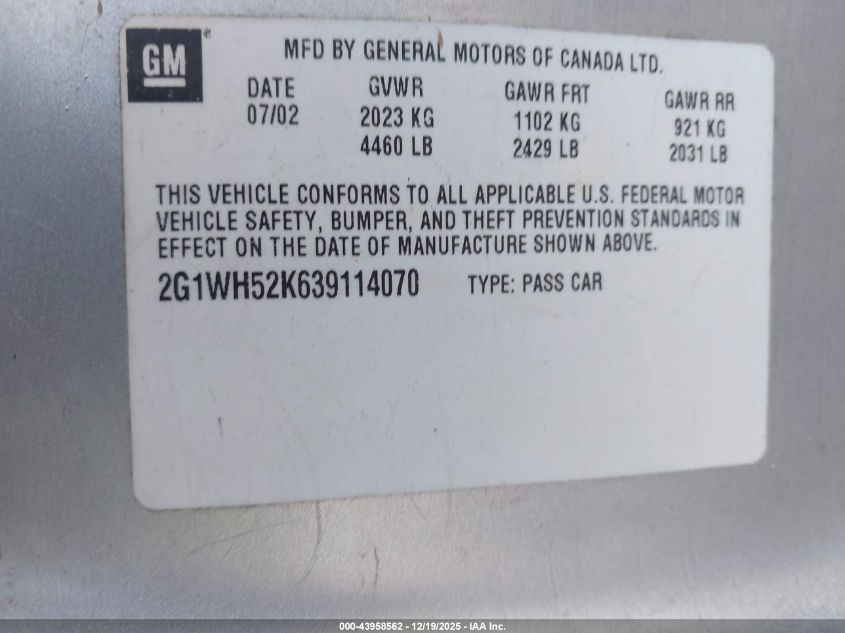 GM
MFD BY GENERAL MOTORS OF CANADA LTD.
DATE GVWR GAWR FRT GAWR RR
07/02 2023 KG 1102 KG 921 KG
4460 LB 2429 LB 2031 LB
THIS VEHICLE CONFORMS TO ALL APPLICABLE U.S. FEDERAL MOTOR
VEHICLE SAFETY, BUMPER, AND THEFT PREVENTION STANDARDS IN
EFFECT ON THE DATE OF MANUFACTURE SHOWN ABOVE.
2G1WH52K639114070 TYPE: PASS CAR
000-43958562 - 12/19/2025 - IAA Inc.